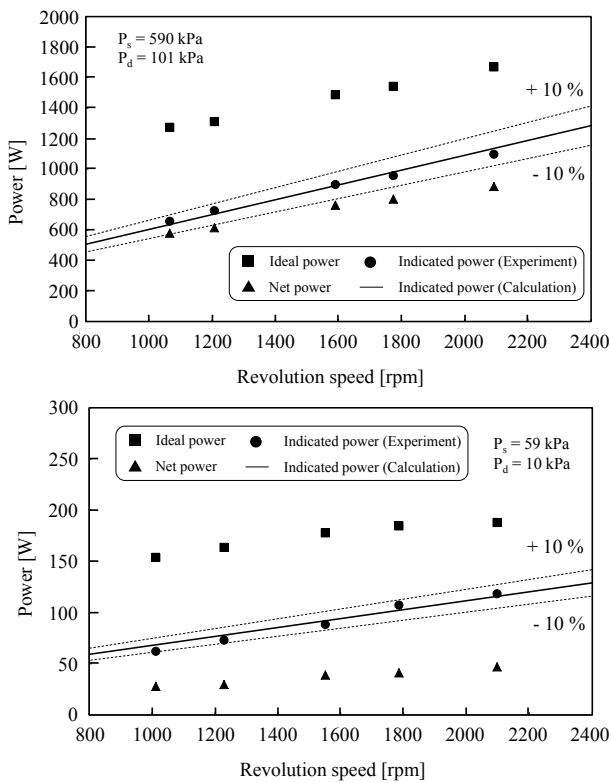 2000
1800
1600
1400
1200
1000
800
600
400
200
0
Power [W]
P_s = 590 kPa
P_d = 101 kPa
+ 10 %
- 10 %
Ideal power
Indicated power (Experiment)
Net power
Indicated power (Calculation)
800 1000 1200 1400 1600 1800 2000 2200 2400
Revolution speed [rpm]
300
250
200
150
100
50
0
Power [W]
Ideal power
Indicated power (Experiment)
Net power
Indicated power (Calculation)
P_s = 59 kPa
P_d = 10 kPa
+ 10 %
- 10 %
800 1000 1200 1400 1600 1800 2000 2200 2400
Revolution speed [rpm]